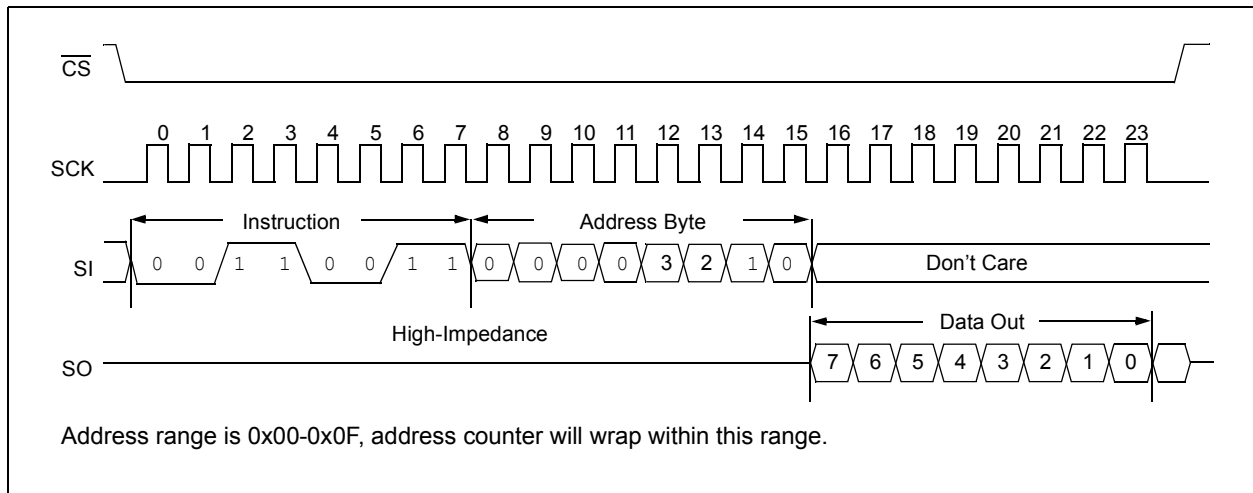 CS
0 1 2 3 4 5 6 7 8 9 10 11 12 13 14 15 16 17 18 19 20 21 22 23
SCK
Instruction Address Byte
SI 0 0 1 1 0 0 1 1 0 0 0 0 3 2 1 0 Don't Care
High-Impedance Data Out
SO 7 6 5 4 3 2 1 0
Address range is 0x00-0x0F, address counter will wrap within this range.